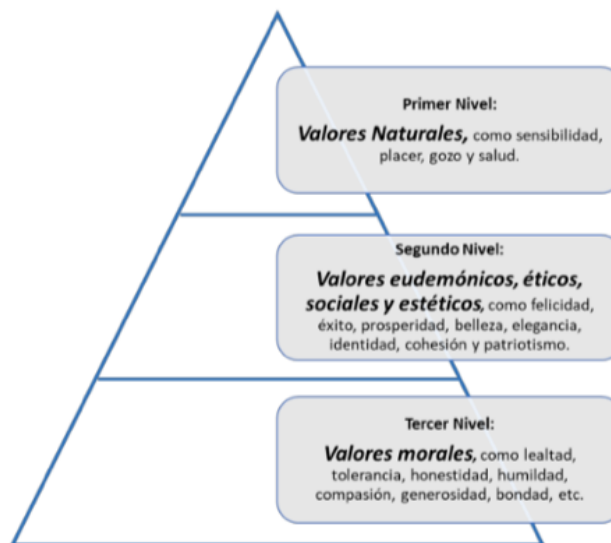 Primer Nivel:
Valores Naturales, como sensibilidad,
placer, gozo y salud.
Segundo Nivel:
Valores eudemónicos, éticos,
sociales y estéticos, como felicidad,
éxito, prosperidad, belleza, elegancia,
identidad, cohesión y patriotismo.
Tercer Nivel:
Valores morales, como lealtad,
tolerancia, honestidad, humildad,
compasión, generosidad, bondad, etc.